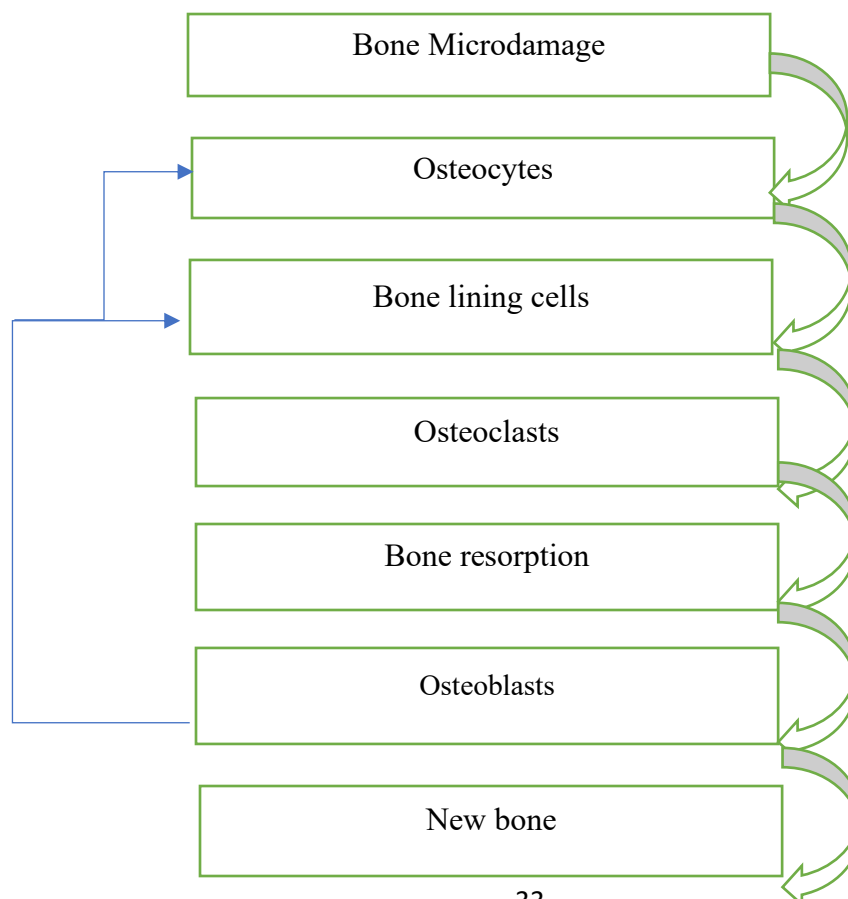 Bone Microdamage
Osteocytes
Bone lining cells
Osteoclasts
Bone resorption
Osteoblasts
New bone